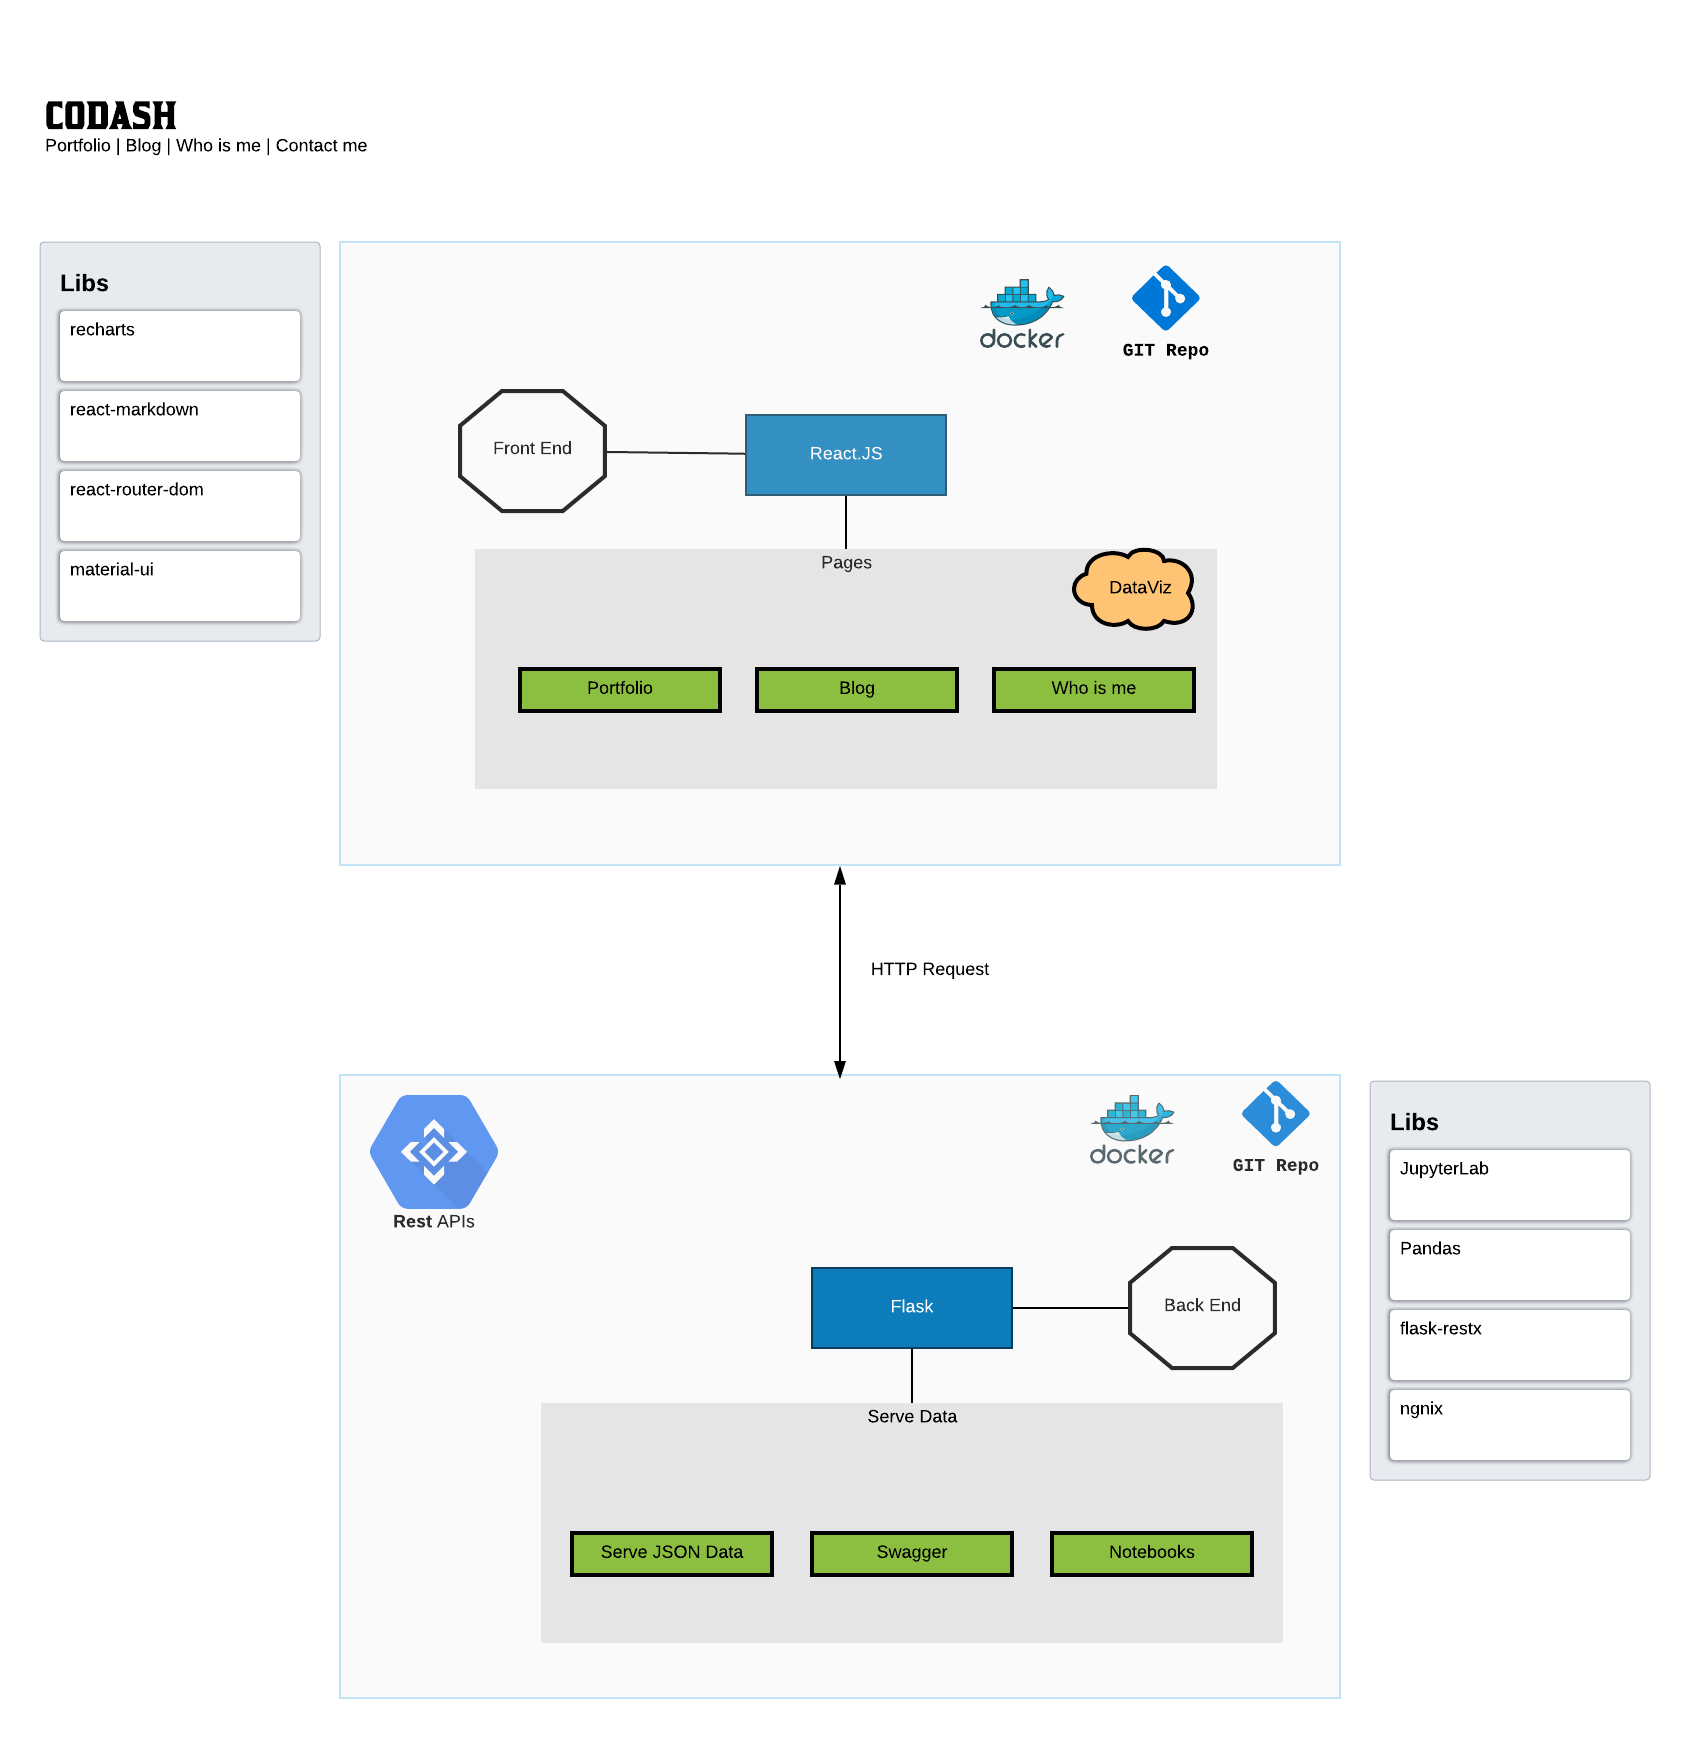 CODASH
Portfolio | Blog | Who is me | Contact me
Libs
recharts
react-markdown
react-router-dom
material-ui
docker
GIT Repo
Front End
React.JS
Pages
DataViz
Portfolio
Blog
Who is me
HTTP Request
Rest APIs
docker
GIT Repo
Flask
Back End
Serve Data
Serve JSON Data
Swagger
Notebooks
Libs
JupyterLab
Pandas
flask-restx
ngnix